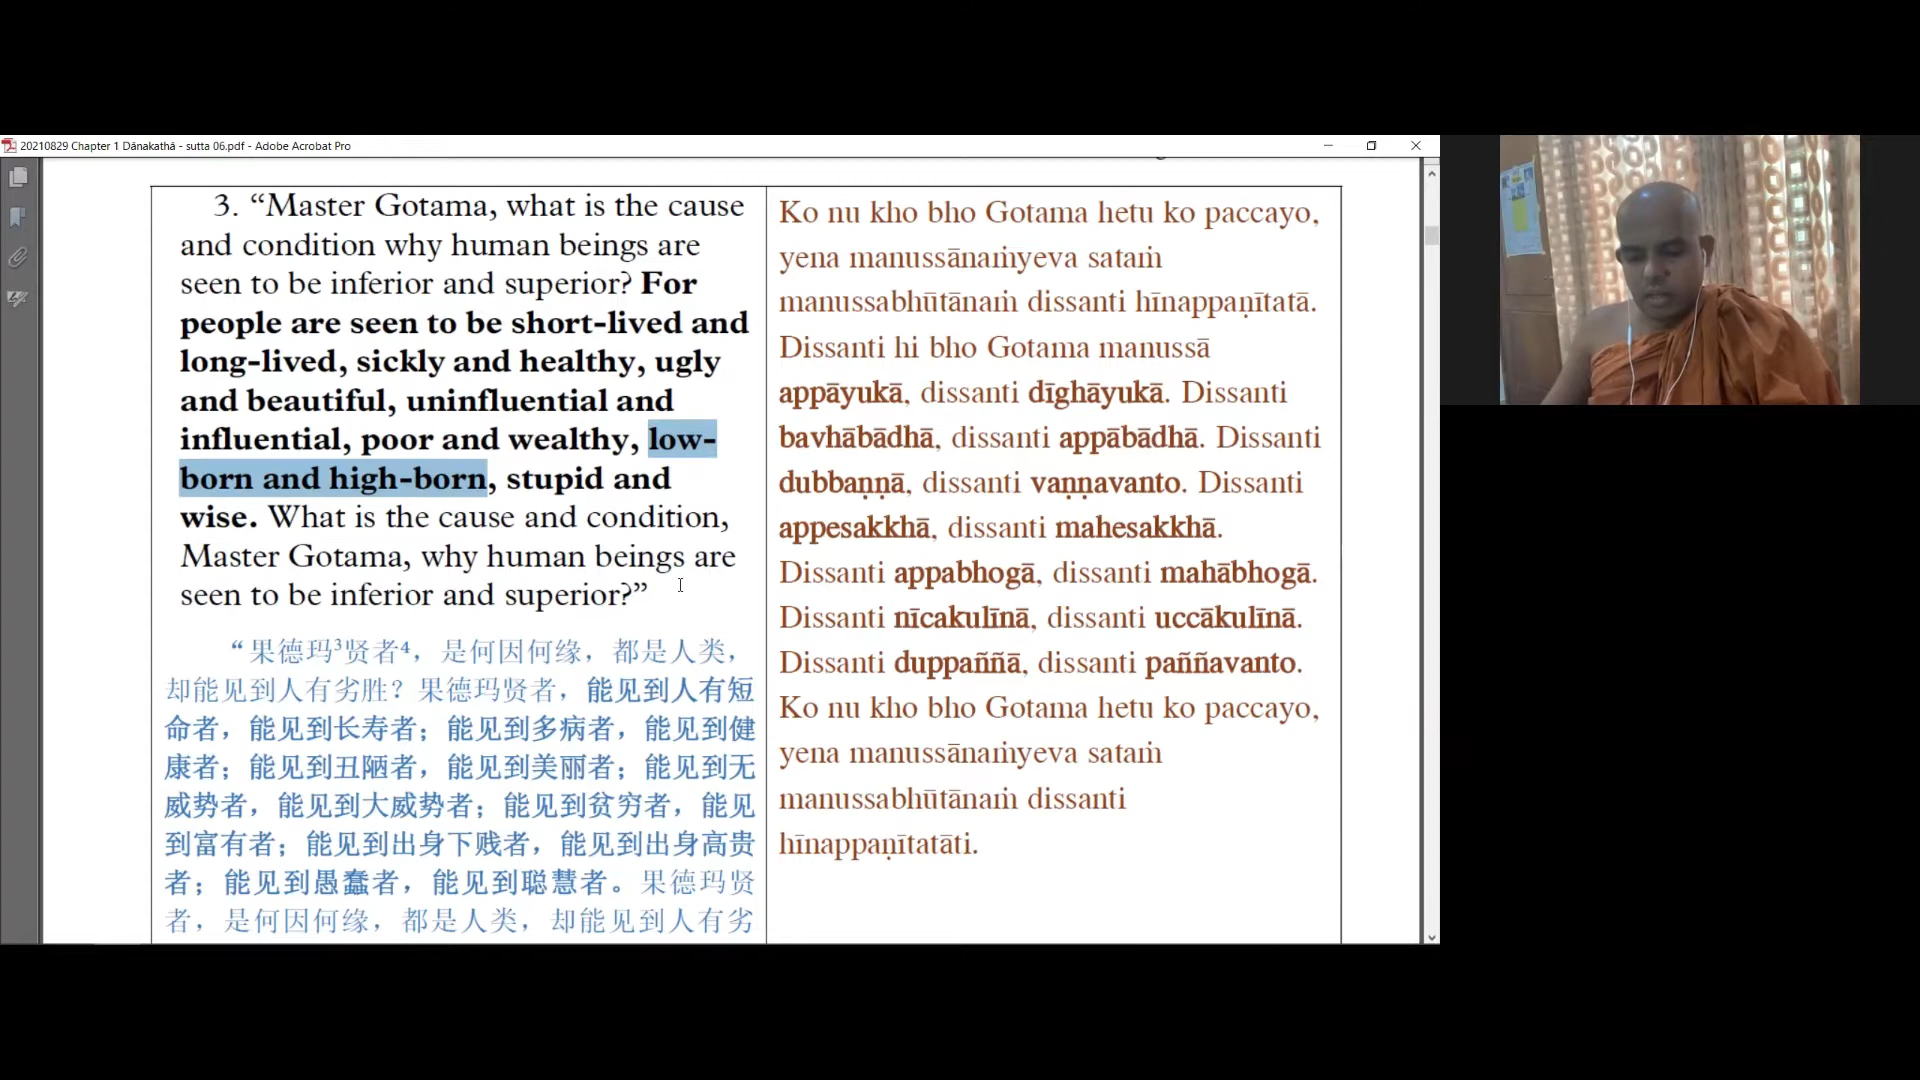 20210829 Chapter 1 Dānakathā - sutta 06.pdf - Adobe Acrobat Pro
3. “Master Gotama, what is the cause
and condition why human beings are
seen to be inferior and superior? For
people are seen to be short-lived and
long-lived, sickly and healthy, ugly
and beautiful, uninfluential and
influential, poor and wealthy, low-
born and high-born, stupid and
wise. What is the cause and condition,
Master Gotama, why human beings are
seen to be inferior and superior?”
“果德玛³贤者⁴，是何因何缘，都是人类，
却能见到人有劣胜？果德玛贤者，能见到人有短
命者，能见到长寿者；能见到多病者，能见到健
康者；能见到丑陋者，能见到美丽者；能见到无
威势者，能见到大威势者；能见到贫穷者，能见
到富有者；能见到出身下贱者，能见到出身高贵
者；能见到愚蠢者，能见到聪慧者。果德玛贤
者，是何因何缘，都是人类，却能见到人有劣
Ko nu kho bho Gotama hetu ko paccayo,
yena manussānaṁyeva sataṁ
manussabhūtānaṁ dissanti hīnappaṇītatā.
Dissanti hi bho Gotama manussā
appāyukā, dissanti dīghāyukā. Dissanti
bavhābādhā, dissanti appābādhā. Dissanti
dubbaṇṇā, dissanti vaṇṇavanto. Dissanti
appesakkhā, dissanti mahesakkhā.
Dissanti appabhogā, dissanti mahābhogā.
Dissanti nīcakulīnā, dissanti uccākulīnā.
Dissanti duppaññā, dissanti paññavanto.
Ko nu kho bho Gotama hetu ko paccayo,
yena manussānaṁyeva sataṁ
manussabhūtānaṁ dissanti
hīnappaṇītatāti.